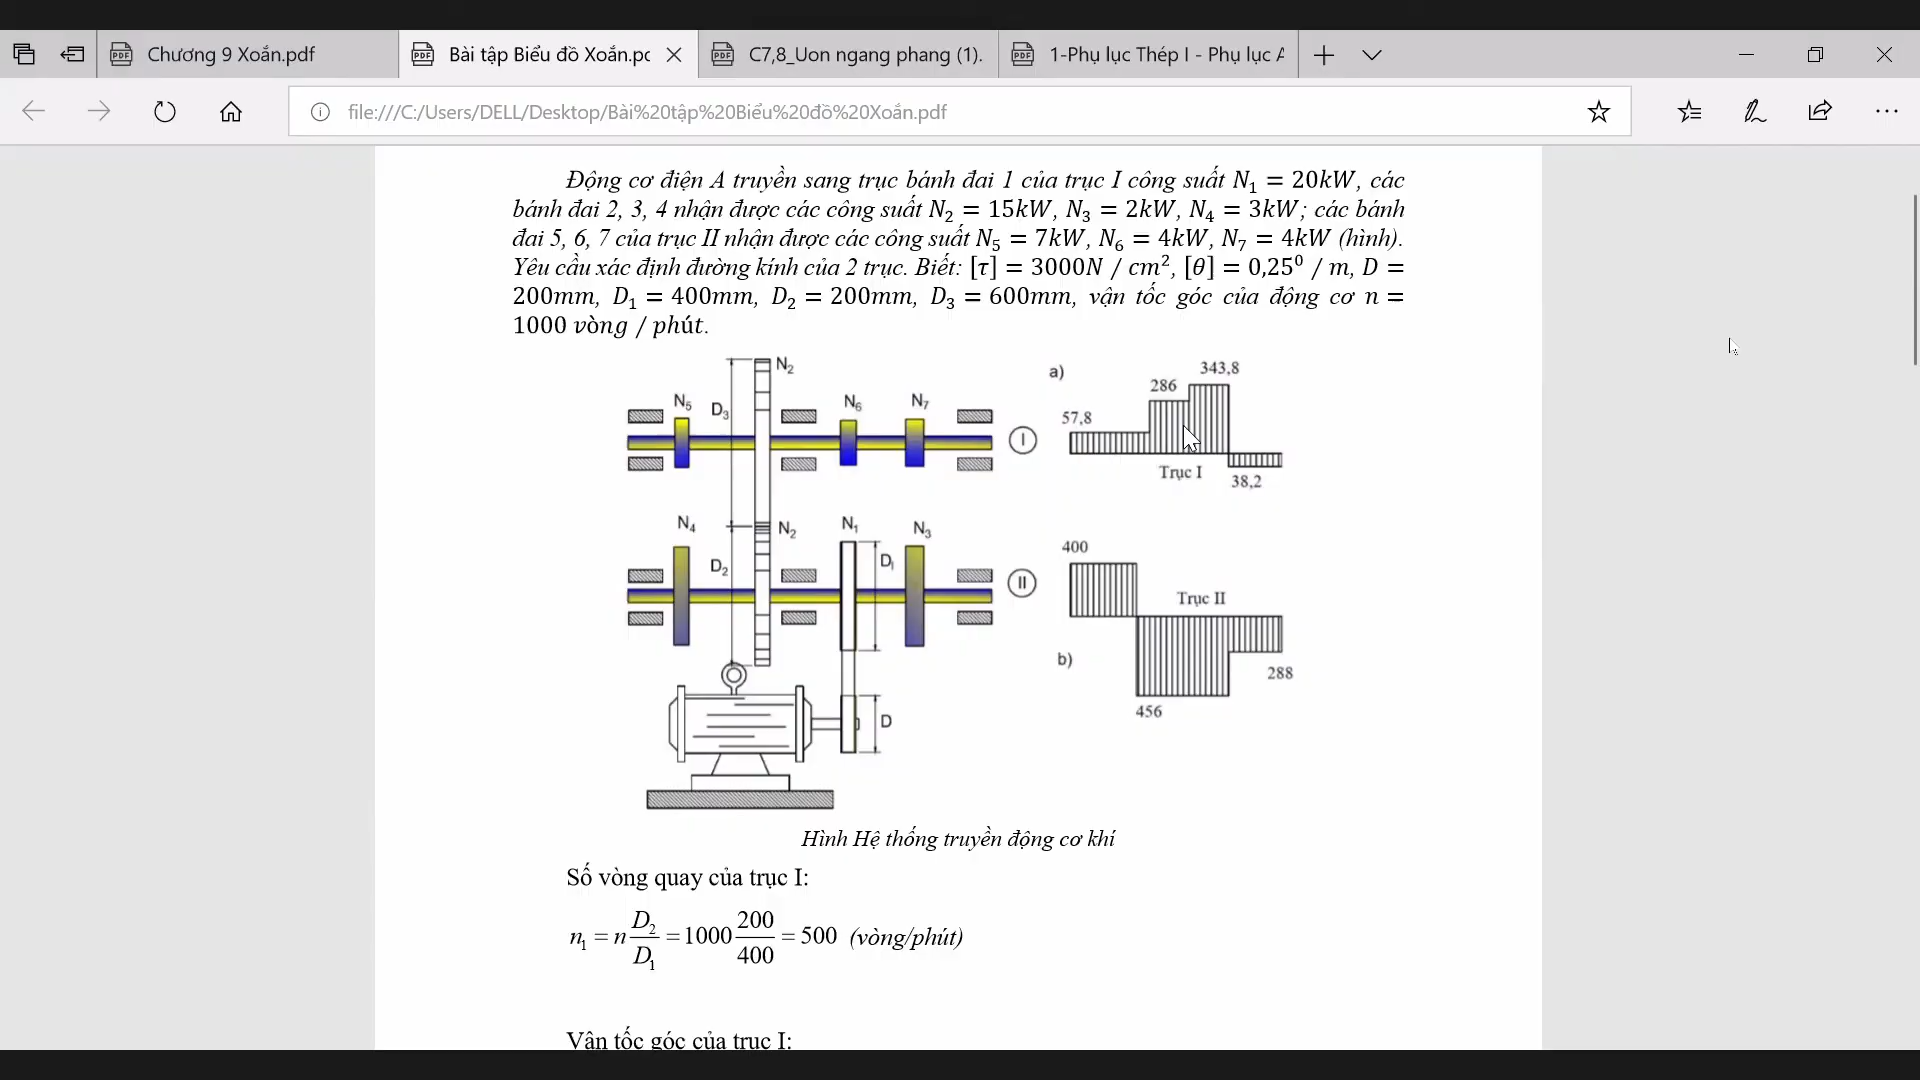 Chương 9 Xoắn.pdf
Bài tập Biểu đồ Xoắn.pc
C7,8_Uon ngang phang (1).
1-Phụ lục Thép I - Phụ lục A
file:///C:/Users/DELL/Desktop/Bài%20tập%20Biểu%20đồ%20Xoắn.pdf
Động cơ điện A truyền sang trục bánh đai 1 của trục I công suất N₁ = 20kW, các
bánh đai 2, 3, 4 nhận được các công suất N₂ = 15kW, N₃ = 2kW, N₄ = 3kW; các bánh
đai 5, 6, 7 của trục II nhận được các công suất N₅ = 7kW, N₆ = 4kW, N₇ = 4kW (hình).
Yêu cầu xác định đường kính của 2 trục. Biết: [τ] = 3000N / cm², [θ] = 0,25⁰ / m, D =
200mm, D₁ = 400mm, D₂ = 200mm, D₃ = 600mm, vận tốc góc của động cơ n =
1000 vòng / phút.
N₂
N₅
D₃
N₆
N₇
I
a)
57,8
286
343,8
Trục I
38,2
N₄
N₂
N₁
N₃
D₂
D₁
II
400
Trục II
b)
288
456
D
Hình Hệ thống truyền động cơ khí
Số vòng quay của trục I:
n₁ = n D₂/D₁ = 1000 200/400 = 500 (vòng/phút)
Vận tốc góc của trục I: